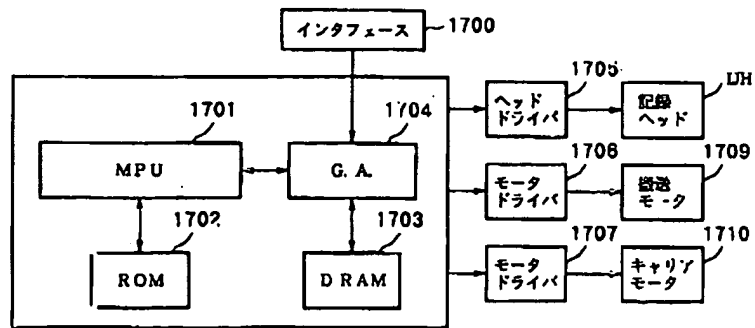 インタフェース
1700
1701
MPU
1704
G.A.
1702
ROM
1703
DRAM
1705
ヘッド
ドライバ
IJH
記録
ヘッド
1706
モータ
ドライバ
1709
搬送
モータ
1707
モータ
ドライバ
1710
キャリア
モータ